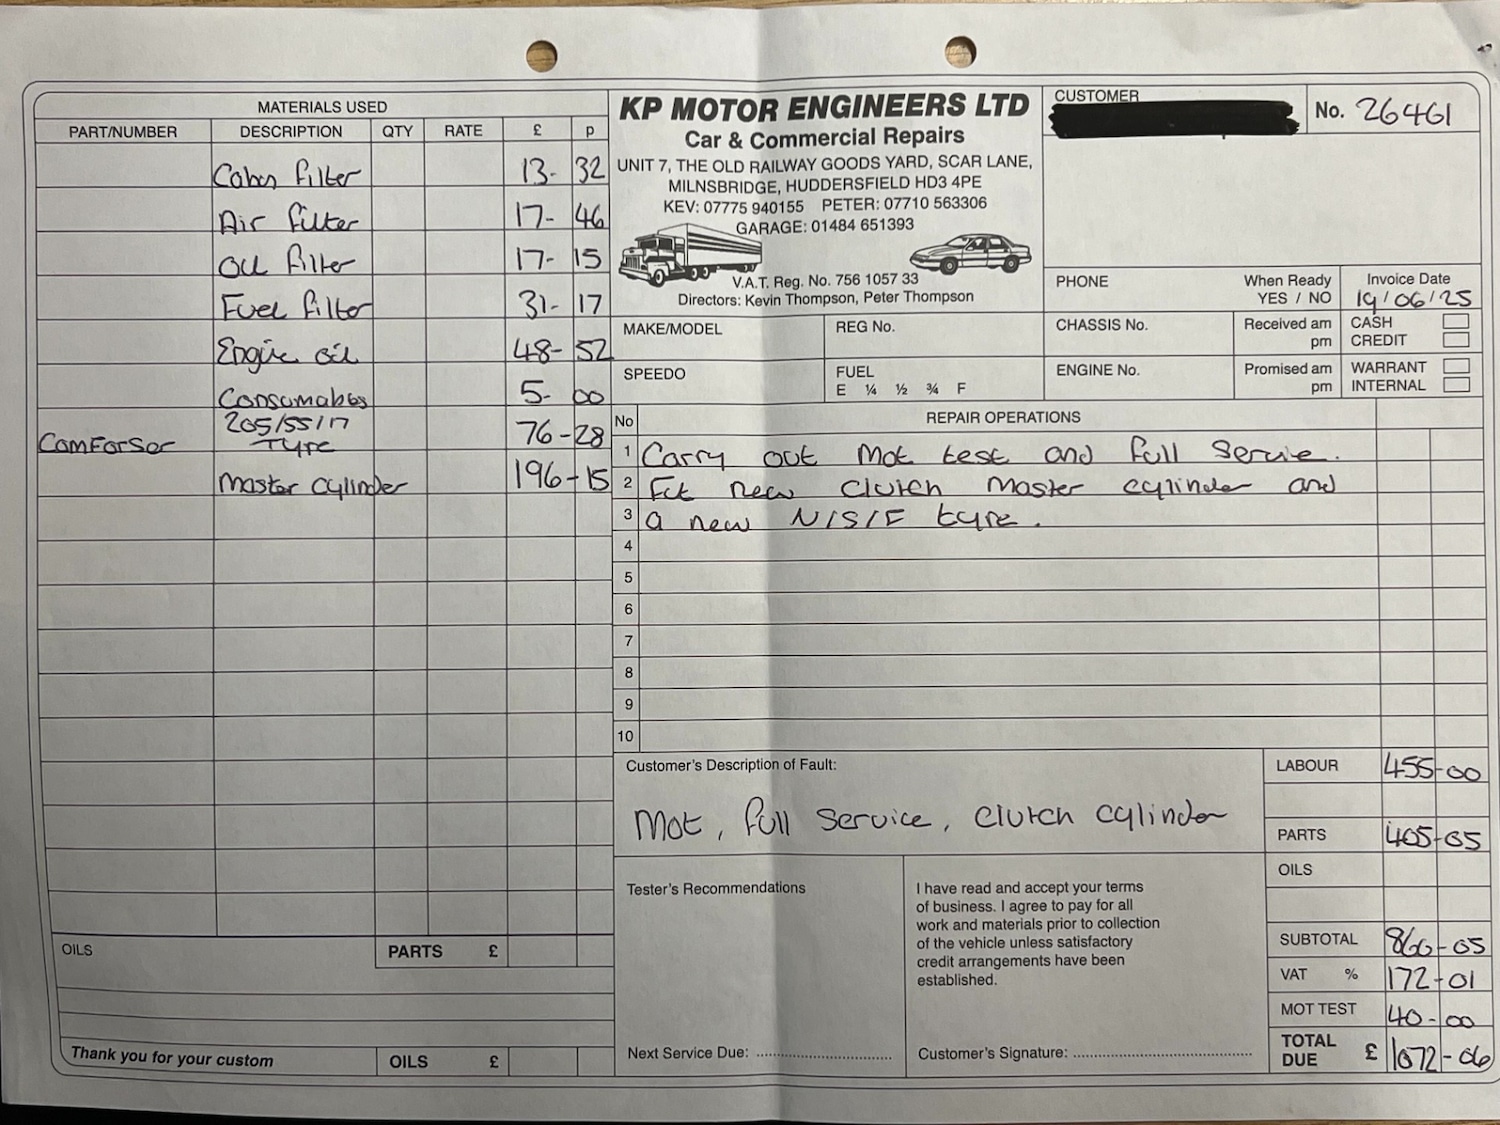 MATERIALS USED
PART/NUMBER DESCRIPTION QTY RATE £ p
Cabin filter 13- 32
Air filter 17- 46
Oil filter 17- 15
Fuel filter 31- 17
Engine oil 48- 52
Consumables 5- 00
ComForSer 205/55/17 Tyre 76-28
Master Cylinder 196-15
OILS
PARTS £
Thank you for your custom
OILS £
KP MOTOR ENGINEERS LTD
Car & Commercial Repairs
UNIT 7, THE OLD RAILWAY GOODS YARD, SCAR LANE,
MILNSBRIDGE, HUDDERSFIELD HD3 4PE
KEV: 07775 940155 PETER: 07710 563306
GARAGE: 01484 651393
V.A.T. Reg. No. 756 1057 33
Directors: Kevin Thompson, Peter Thompson
CUSTOMER
No. 26461
PHONE
When Ready
YES / NO
Invoice Date
19/06/25
MAKE/MODEL
REG No.
CHASSIS No.
Received am
pm
CASH
CREDIT
SPEEDO
FUEL
E ¼ ½ ¾ F
ENGINE No.
Promised am
pm
WARRANT
INTERNAL
No REPAIR OPERATIONS
1 Carry out Mot test and full Servie.
2 Fit new Clutch Master cylinder and
3 a new N/S/F tyre.
4
5
6
7
8
9
10
Customer's Description of Fault:
Mot, full Service, Clutch cylinder
Tester's Recommendations
Next Service Due:
I have read and accept your terms
of business. I agree to pay for all
work and materials prior to collection
of the vehicle unless satisfactory
credit arrangements have been
established.
Customer's Signature:
LABOUR 455-00
PARTS 405-05
OILS
SUBTOTAL 860-05
VAT % 172-01
MOT TEST 40-00
TOTAL
DUE £ 1072-06